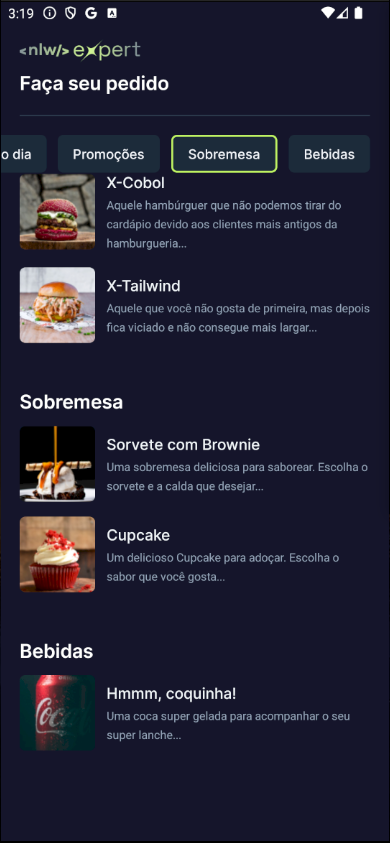 3:19
<nlw/> expert
Faça seu pedido
o dia
Promoções
Sobremesa
Bebidas
X-Cobol
Aquele hambúrguer que não podemos tirar do
cardápio devido aos clientes mais antigos da
hamburgueria...
X-Tailwind
Aquele que você não gosta de primeira, mas depois
fica viciado e não consegue mais largar...
Sobremesa
Sorvete com Brownie
Uma sobremesa deliciosa para saborear. Escolha o
sorvete e a calda que desejar...
Cupcake
Um delicioso Cupcake para adoçar. Escolha o
sabor que você gosta...
Bebidas
Hmmm, coquinha!
Uma coca super gelada para acompanhar o seu
super lanche...